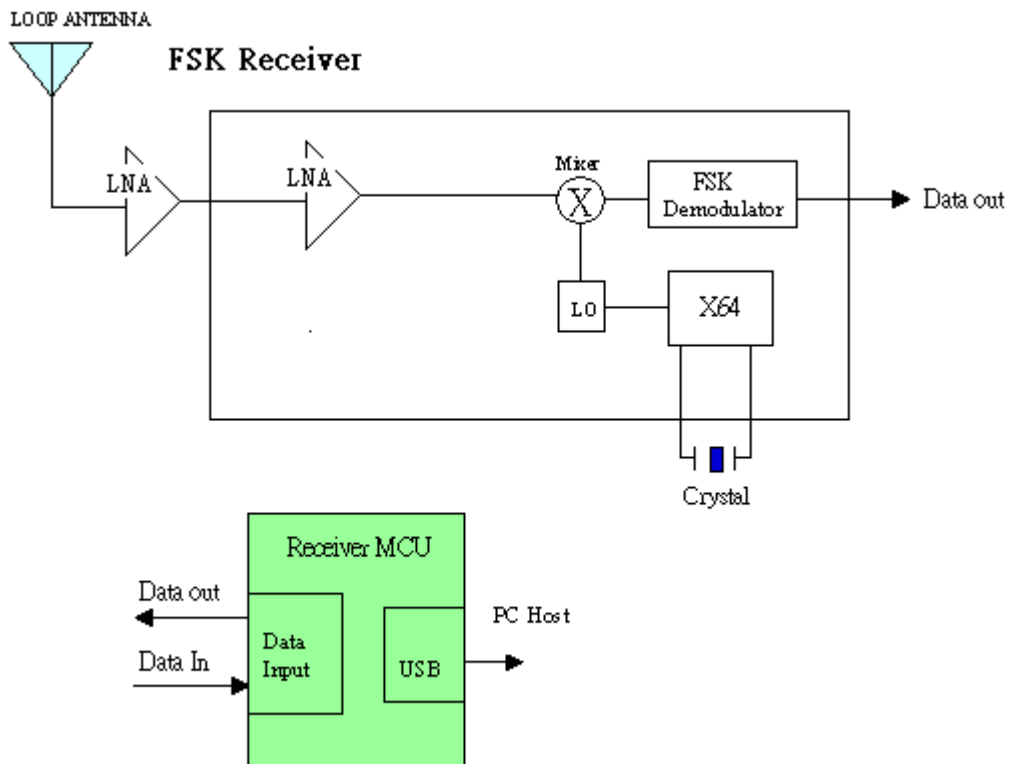 LOOP ANTENNA
FSK Receiver
LNA
LNA
Mixer
X
FSK
Demodulator
Data out
LO
X64
Crystal
Receiver MCU
Data out
Data In
Data
Input
USB
PC Host